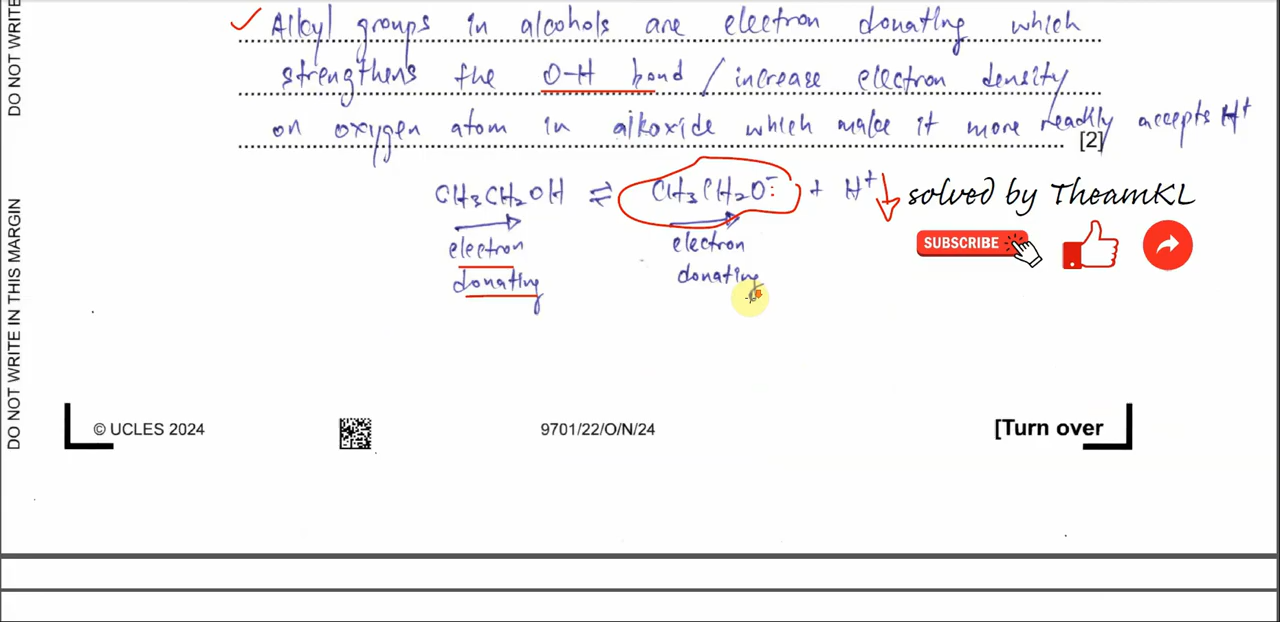 DO NOT WRITE
Alkyl groups in alcohols are electron donating which
strengthens the O-H bond / increase electron density
on oxygen atom in alkoxide which make it more readily accepts H⁺
[2]
CH₃CH₂OH ⇌ CH₃CH₂O:⁻ + H⁺ ↓
solved by TheamKL
electron
donating
electron
donating
SUBSCRIBE
DO NOT WRITE IN THIS MARGIN
© UCLES 2024
9701/22/O/N/24
[Turn over